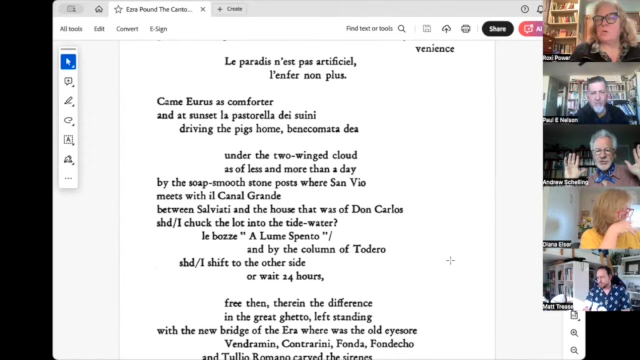 Ezra Pound The Canto...
+ Create
All tools
Edit
Convert
E-Sign
Find text or tools
Share
AI
venience
Le paradis n'est pas artificiel,
l'enfer non plus.
Came Eurus as comforter
and at sunset la pastorella dei suini
driving the pigs home, benecomata dea
under the two-winged cloud
as of less and more than a day
by the soap-smooth stone posts where San Vio
meets with il Canal Grande
between Salviati and the house that was of Don Carlos
shd/I chuck the lot into the tide-water?
le bozze " A Lume Spento "/
and by the column of Todero
shd/I shift to the other side
or wait 24 hours,
free then, therein the difference
in the great ghetto, left standing
with the new bridge of the Era where was the old eyesore
Vendramin, Contrarini, Fonda, Fondecho
and Tullio Romano carved the sirenes
Roxi Power
Paul E Nelson
Andrew Schelling
Diana Elser
Matt Tresse